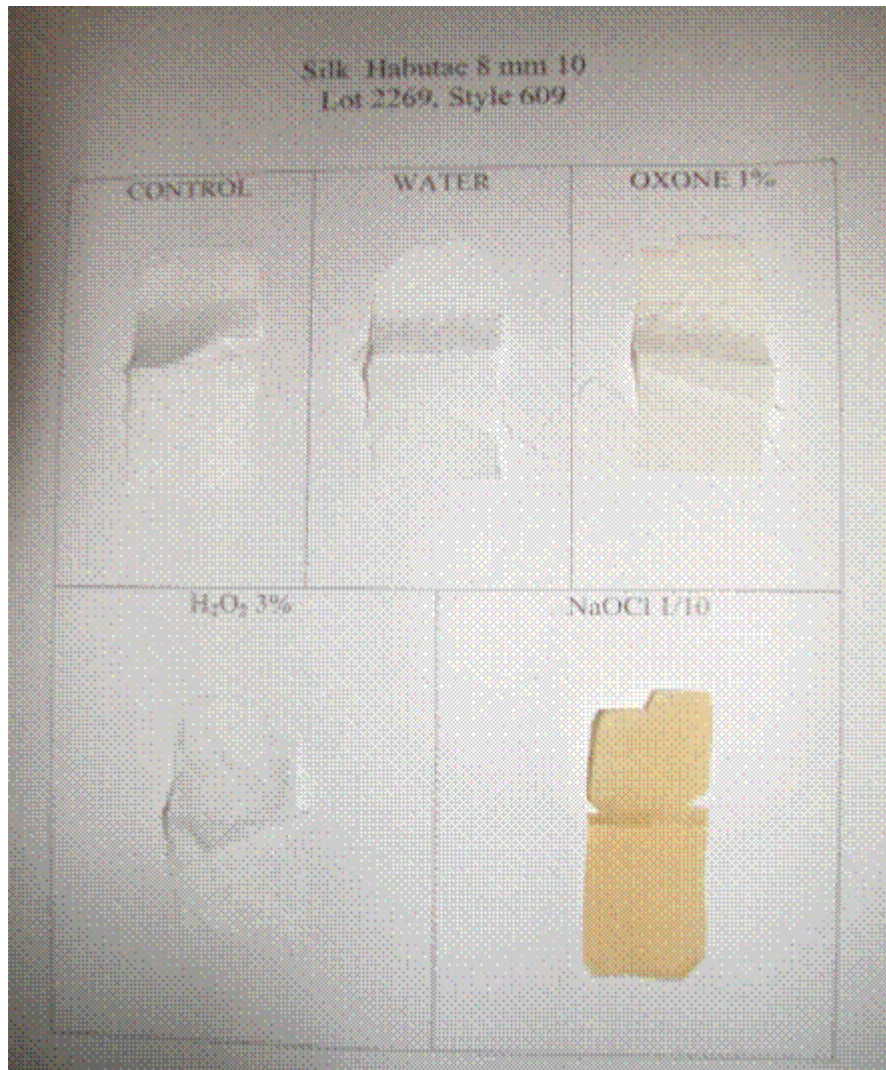 Silk Habutae 8 mm 10
Lot 2269, Style 609
CONTROL
WATER
OXONE 1%
H₂O₂ 3%
NaOCl 1/10